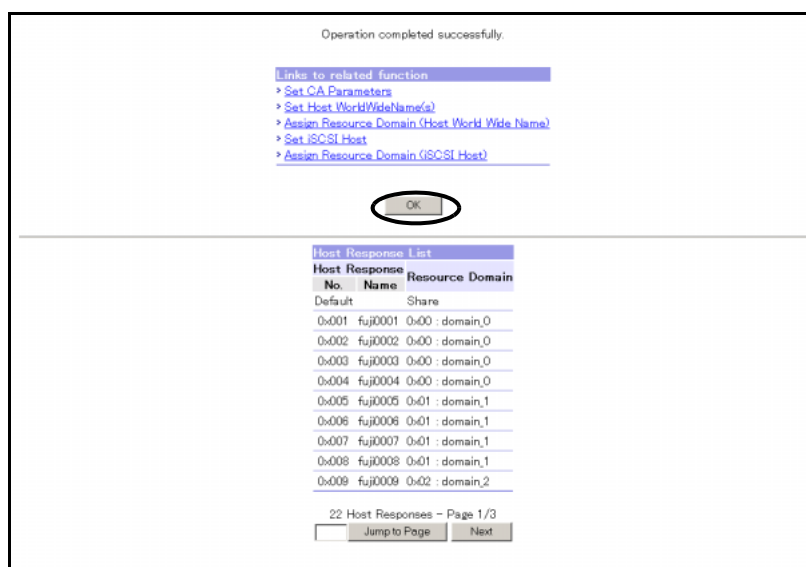 Operation completed successfully.
Links to related function
> Set CA Parameters
> Set Host WorldWideName(s)
> Assign Resource Domain (Host World Wide Name)
> Set iSCSI Host
> Assign Resource Domain (iSCSI Host)
OK
Host Response List
Host Response Resource Domain
No. Name
Default Share
0x001 fuji0001 0x00 : domain_0
0x002 fuji0002 0x00 : domain_0
0x003 fuji0003 0x00 : domain_0
0x004 fuji0004 0x00 : domain_0
0x005 fuji0005 0x01 : domain_1
0x006 fuji0006 0x01 : domain_1
0x007 fuji0007 0x01 : domain_1
0x008 fuji0008 0x01 : domain_1
0x009 fuji0009 0x02 : domain_2
22 Host Responses - Page 1/3
Jump to Page Next